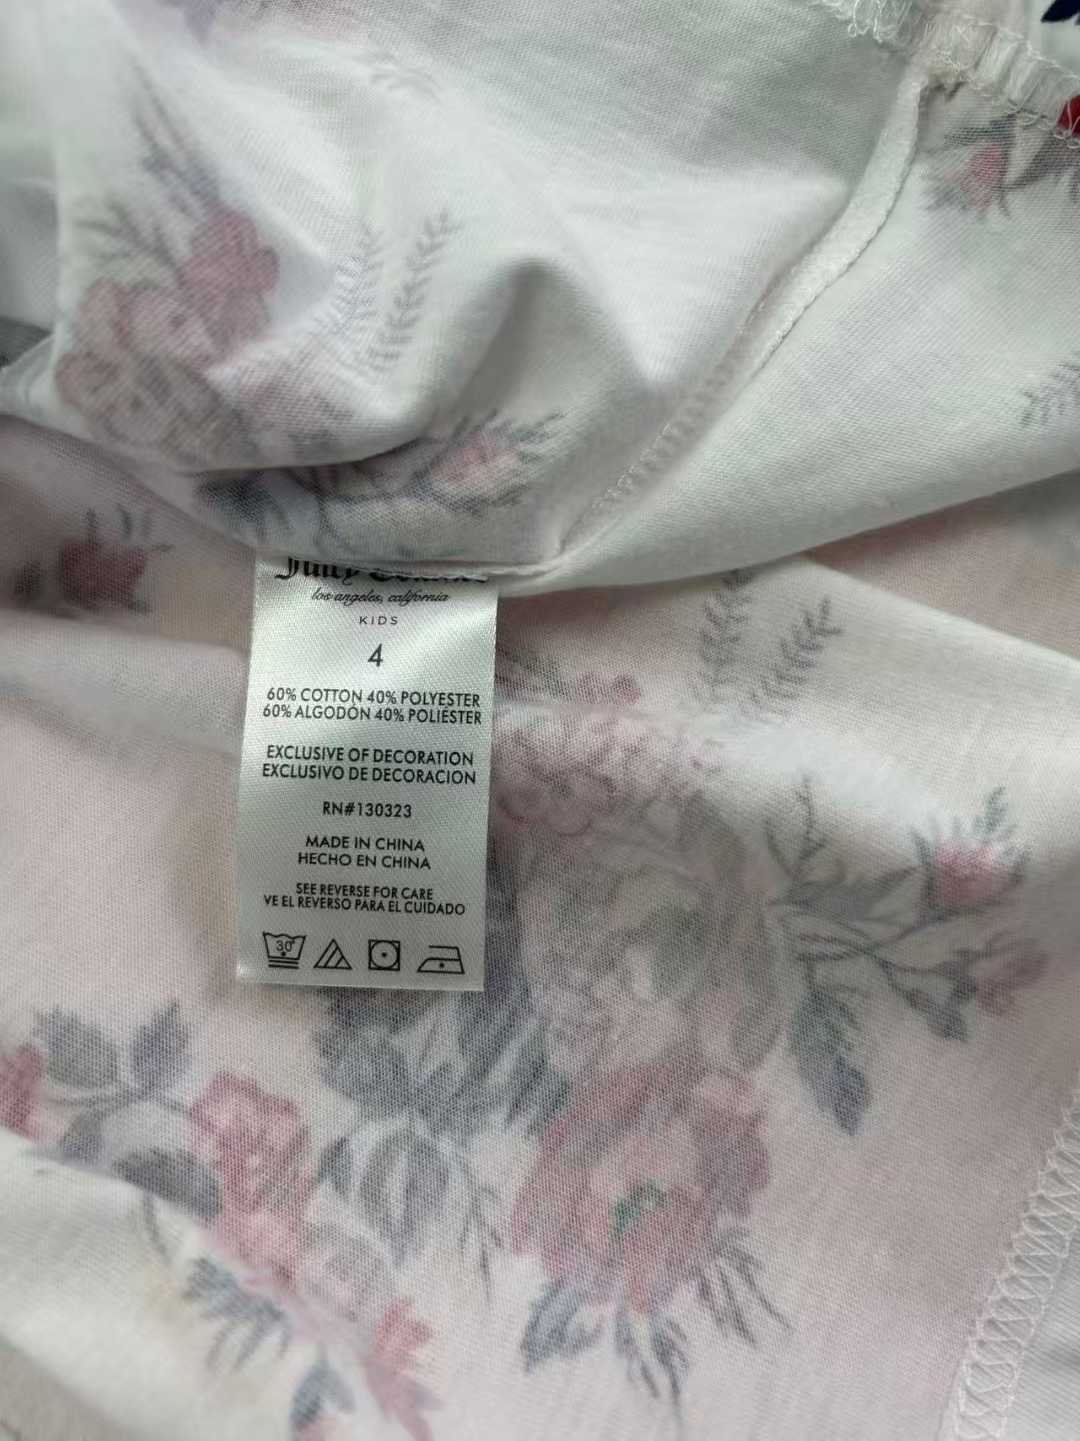 los angeles, california
KIDS
4
60% COTTON 40% POLYESTER
60% ALGODÓN 40% POLIÉSTER
EXCLUSIVE OF DECORATION
EXCLUSIVO DE DECORACION
RN#130323
MADE IN CHINA
HECHO EN CHINA
SEE REVERSE FOR CARE
VE EL REVERSO PARA EL CUIDADO
30